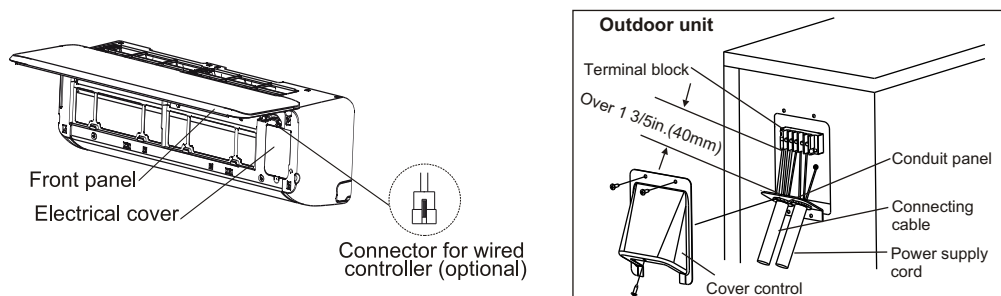 Front panel
Electrical cover
Connector for wired
controller (optional)
Outdoor unit
Terminal block
Over 1 3/5in.(40mm)
Conduit panel
Connecting
cable
Power supply
cord
Cover control